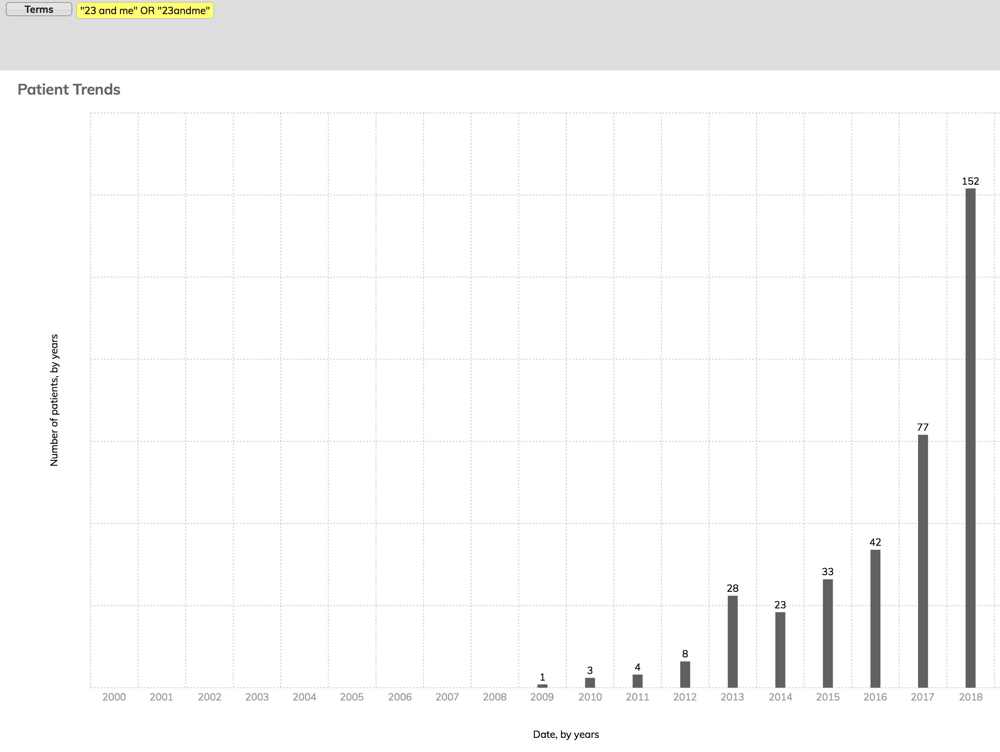 Terms "23 and me" OR "23andme"
Patient Trends
Number of patients, by years
152
77
42
33
28
23
8
4
3
1
2000 2001 2002 2003 2004 2005 2006 2007 2008 2009 2010 2011 2012 2013 2014 2015 2016 2017 2018
Date, by years